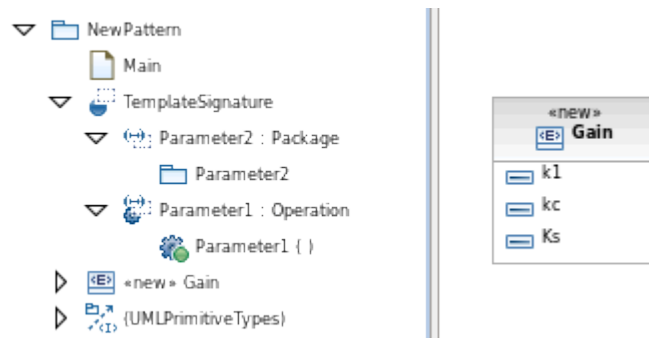 NewPattern
Main
TemplateSignature
Parameter2 : Package
Parameter2
Parameter1 : Operation
Parameter1 ( )
<E> «new» Gain
<I> {UMLPrimitiveTypes}
«new»
<E> Gain
k1
kc
Ks